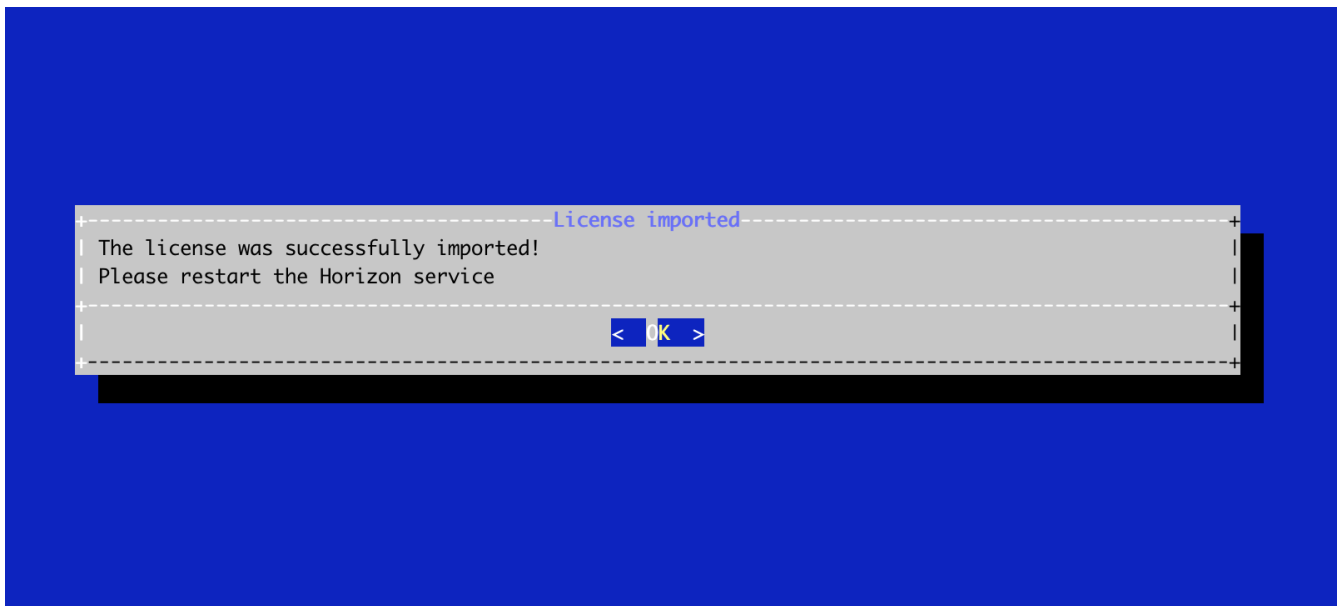 License imported
The license was successfully imported!
Please restart the Horizon service
< OK >